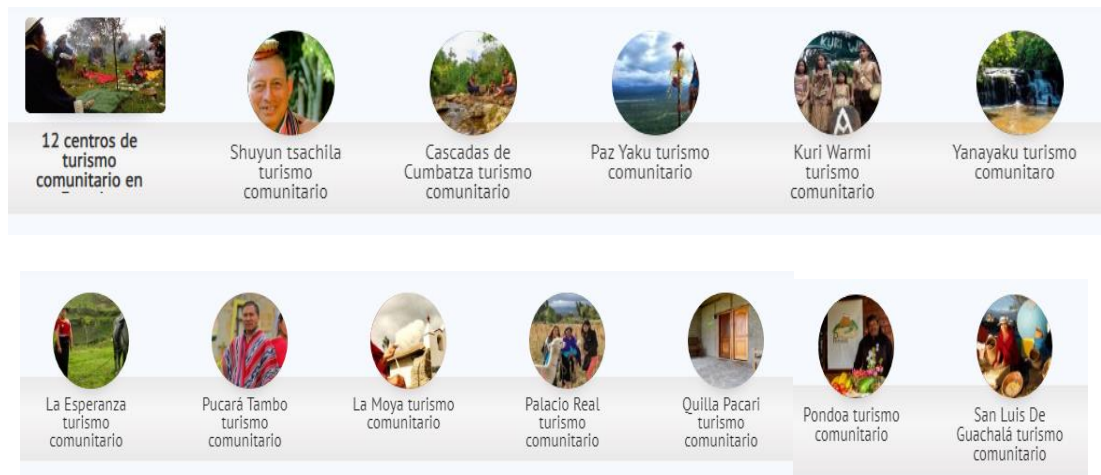 12 centros de
turismo
comunitario en
Shuyun tsachila
turismo
comunitario
Cascadas de
Cumbatza turismo
comunitario
Paz Yaku turismo
comunitario
KURI
Kuri Warmi
turismo
comunitario
Yanayaku turismo
comunitaro
La Esperanza
turismo
comunitario
Pucará Tambo
turismo
comunitario
La Moya turismo
comunitario
Palacio Real
turismo
comunitario
Quilla Pacari
turismo
comunitario
Pondoa turismo
comunitario
San Luis De
Guachalá turismo
comunitario